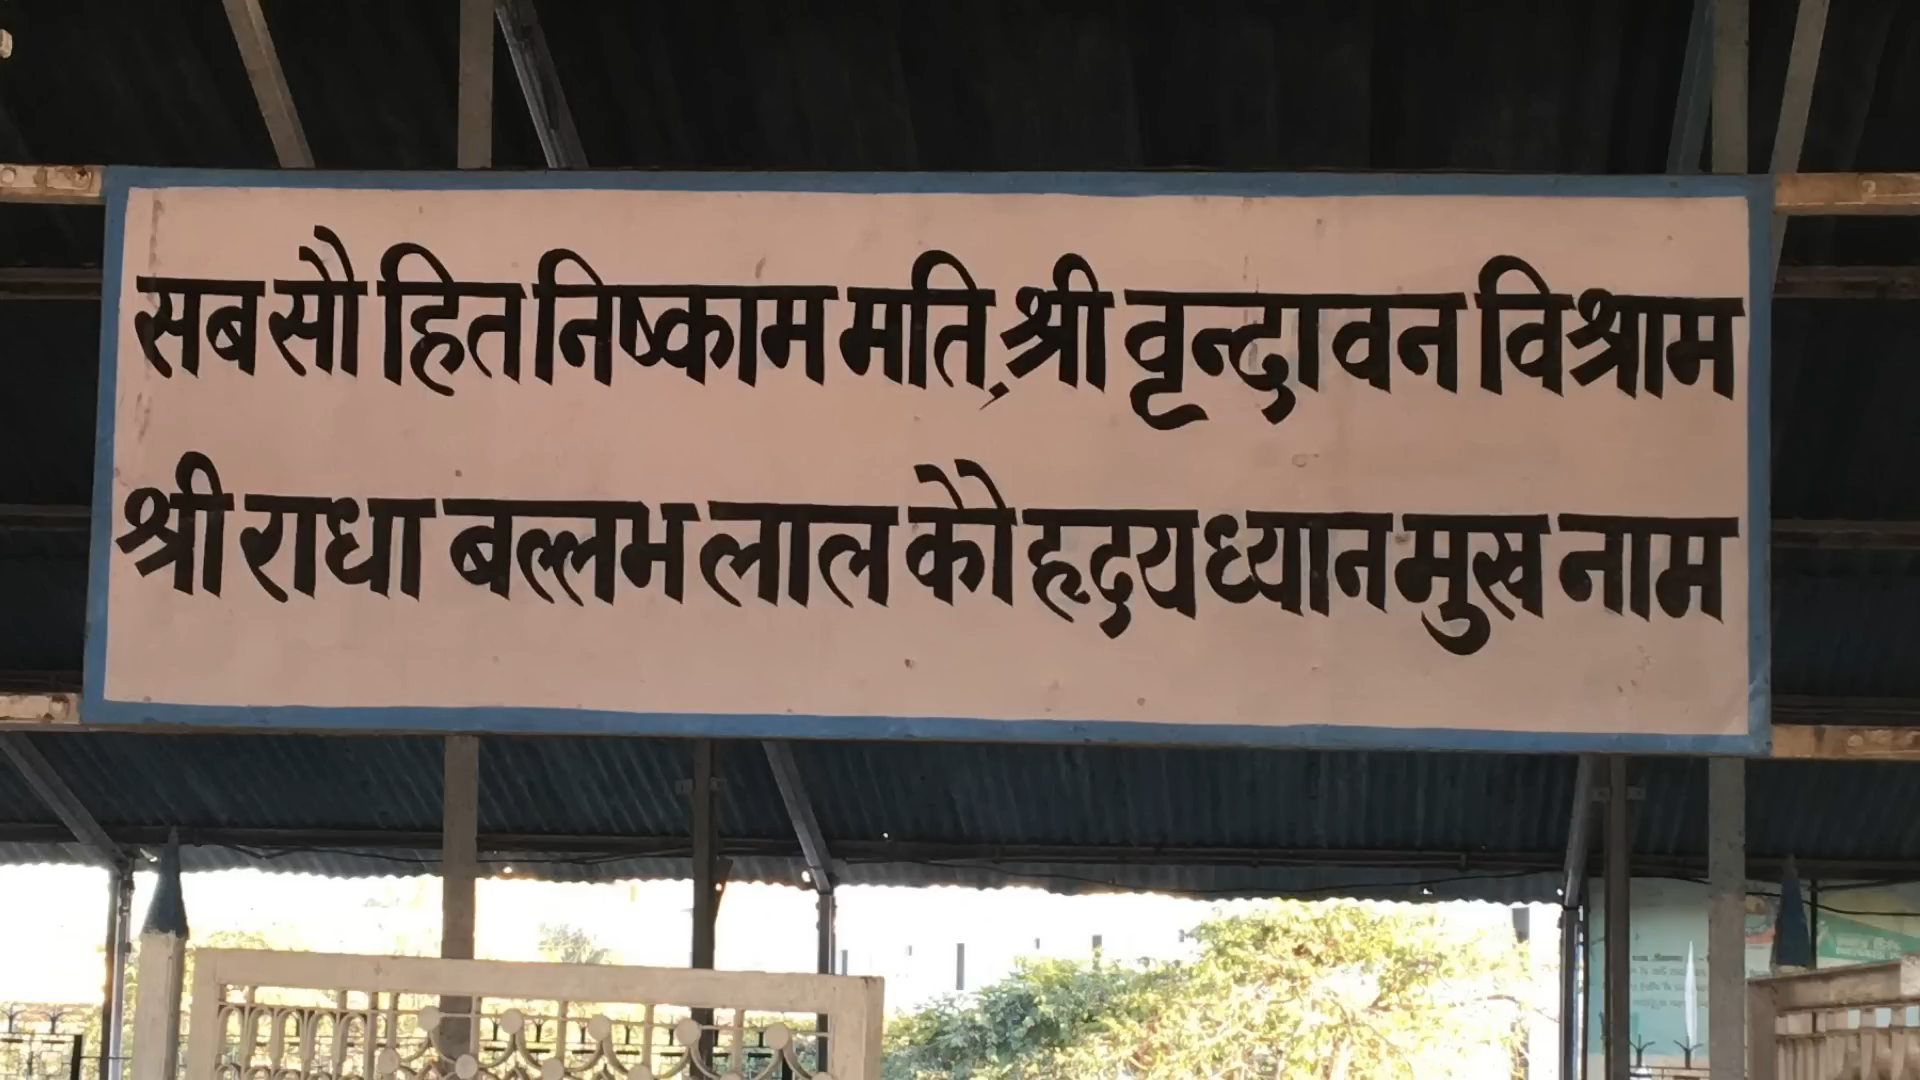 सब सौ हित निष्काम मति, श्री वृन्दावन विश्राम
श्री राधा बल्लभ लाल कौ हृदय ध्यान मुख नाम